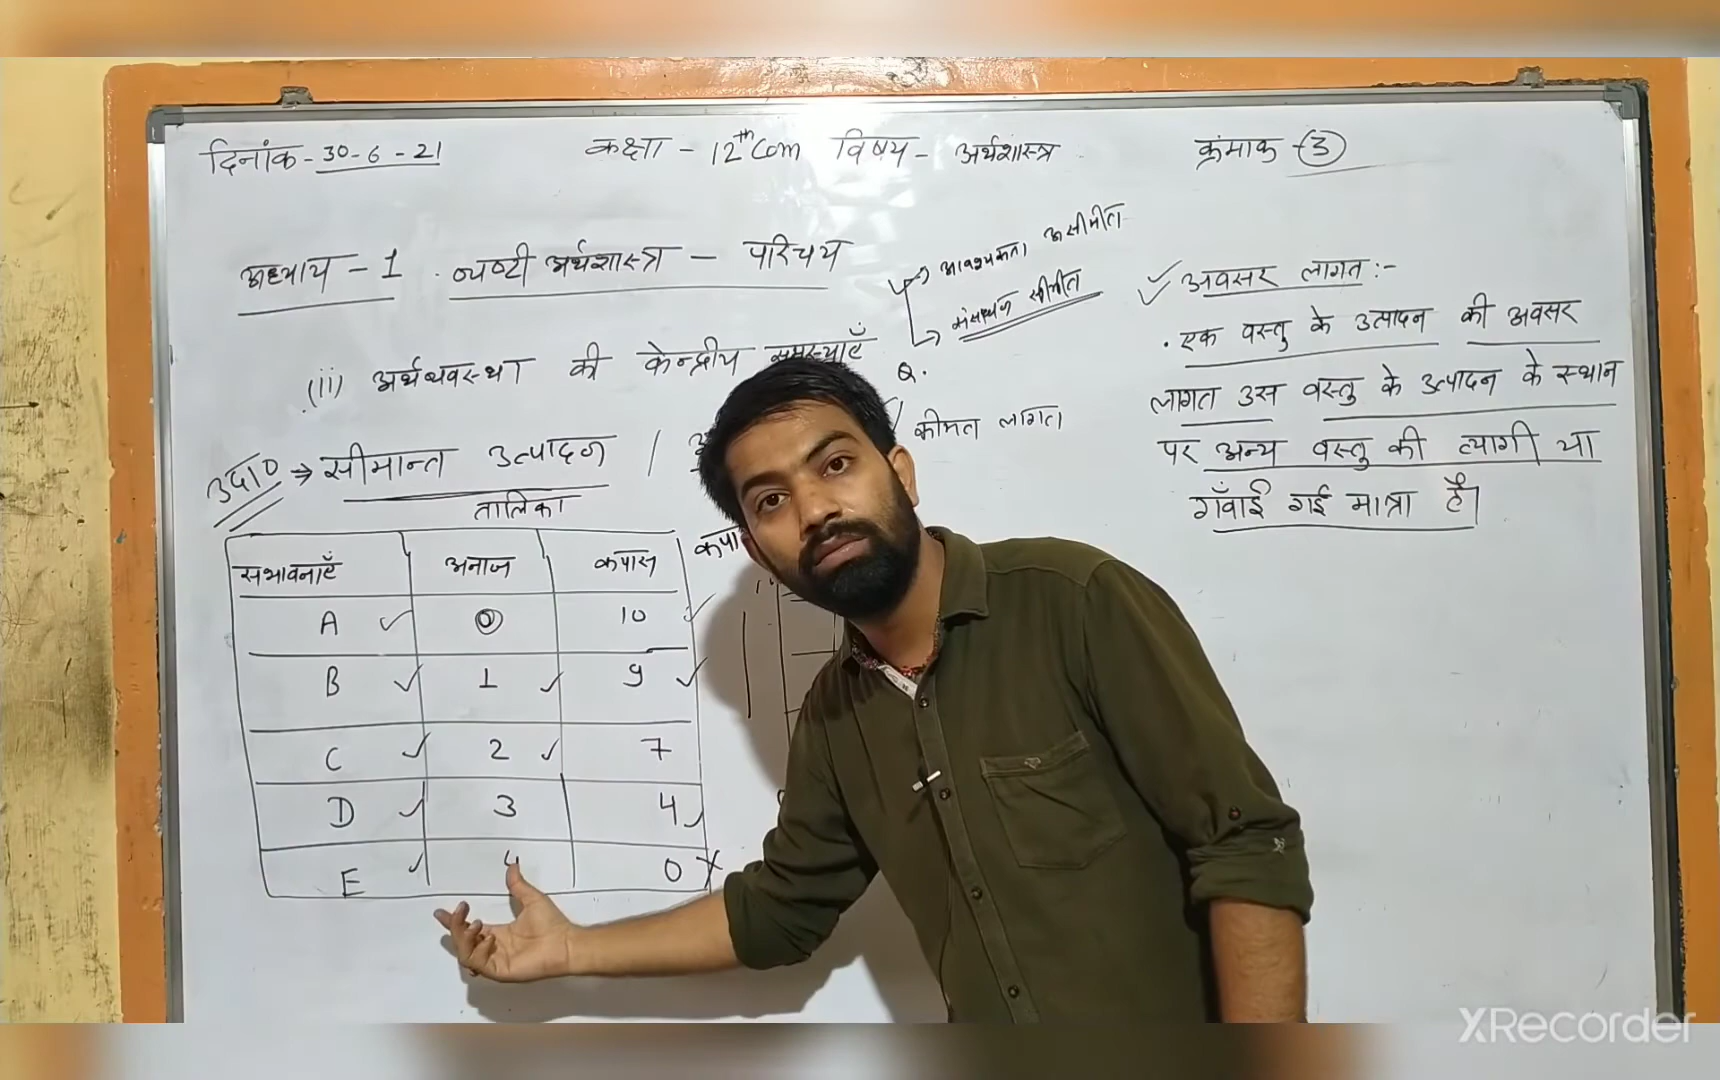 दिनांक - 30-6-21 कक्षा - 12th Com विषय - अर्थशास्त्र क्रंमाक -(3)
अध्याय - 1 . व्यष्टी अर्थशास्त्र - परिचय
आवश्यकता असीमीत
संसाधन सीमीत
(ii) अर्थव्यवस्था की केन्द्रीय समस्याएँ
Q.
उदा० ⇒ सीमान्त उत्पादन / / कीमत लागत
तालिका
सभावनाएँ अनाज कपास
A ✓ 0 10 ✓
B ✓ 1 ✓ 9 ✓
C ✓ 2 ✓ 7
D ✓ 3 4 ✓
E ✓ 4 0 X
कपा
✓ अवसर लागत :-
. एक वस्तु के उत्पादन की अवसर
लागत उस वस्तु के उत्पादन के स्थान
पर अन्य वस्तु की त्यागी या
गँवाई गई मात्रा है।
XRecorder